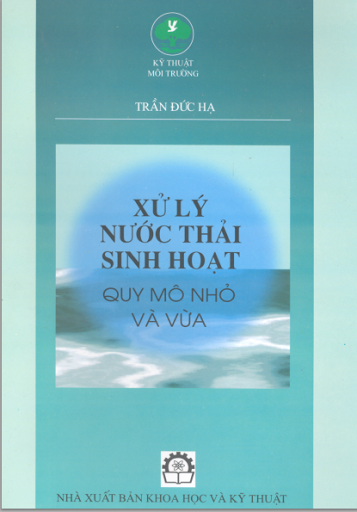 KỸ THUẬT
MÔI TRƯỜNG
TRẦN ĐỨC HẠ
XỬ LÝ
NƯỚC THẢI
SINH HOẠT
QUY MÔ NHỎ
VÀ VỪA
NHÀ XUẤT BẢN KHOA HỌC VÀ KỸ THUẬT